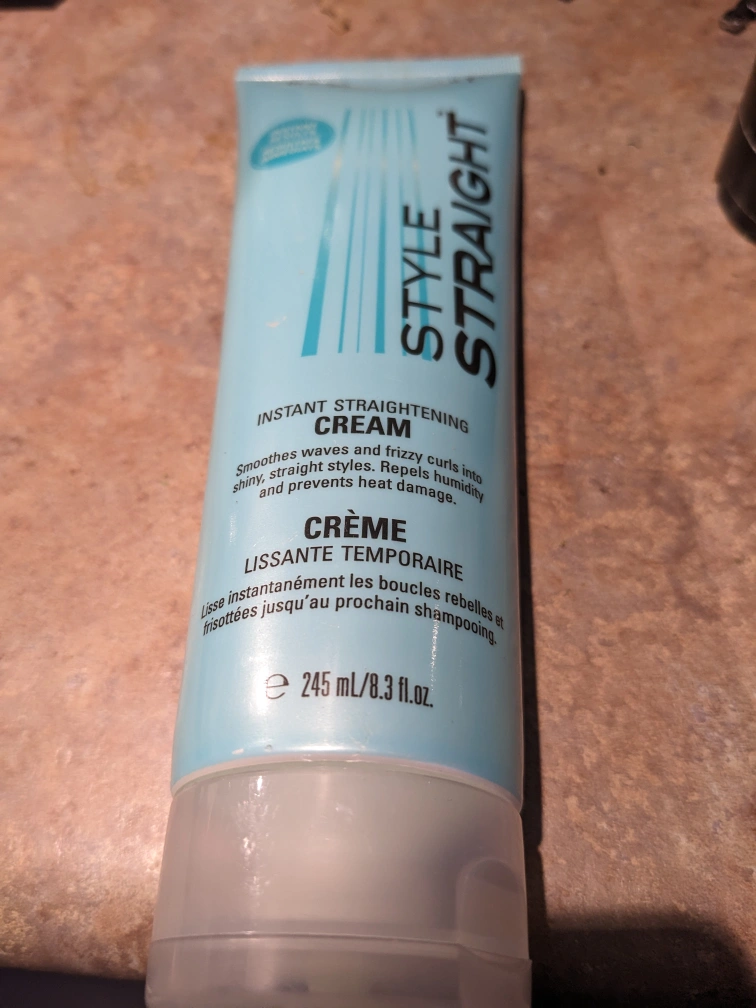 STYLE
STRAIGHT™
INSTANT STRAIGHTENING
CREAM
Smoothes waves and frizzy curls into
shiny, straight styles. Repels humidity
and prevents heat damage.
CRÈME
LISSANTE TEMPORAIRE
Lisse instantanément les boucles rebelles et
frisottées jusqu'au prochain shampooing.
℮ 245 mL/8.3 fl.oz.